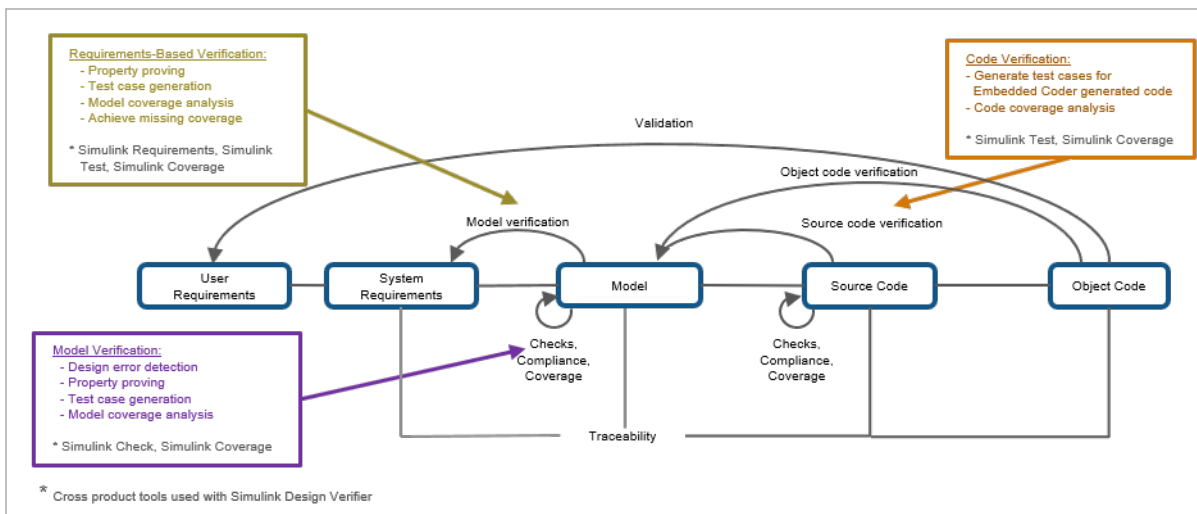 Requirements-Based Verification:
- Property proving
- Test case generation
- Model coverage analysis
- Achieve missing coverage
* Simulink Requirements, Simulink
Test, Simulink Coverage
Code Verification:
- Generate test cases for
Embedded Coder generated code
- Code coverage analysis
* Simulink Test, Simulink Coverage
Validation
Object code verification
Model verification
Source code verification
User
Requirements
System
Requirements
Model
Source Code
Object Code
Checks,
Compliance,
Coverage
Checks,
Compliance,
Coverage
Model Verification:
- Design error detection
- Property proving
- Test case generation
- Model coverage analysis
* Simulink Check, Simulink Coverage
Traceability
* Cross product tools used with Simulink Design Verifier